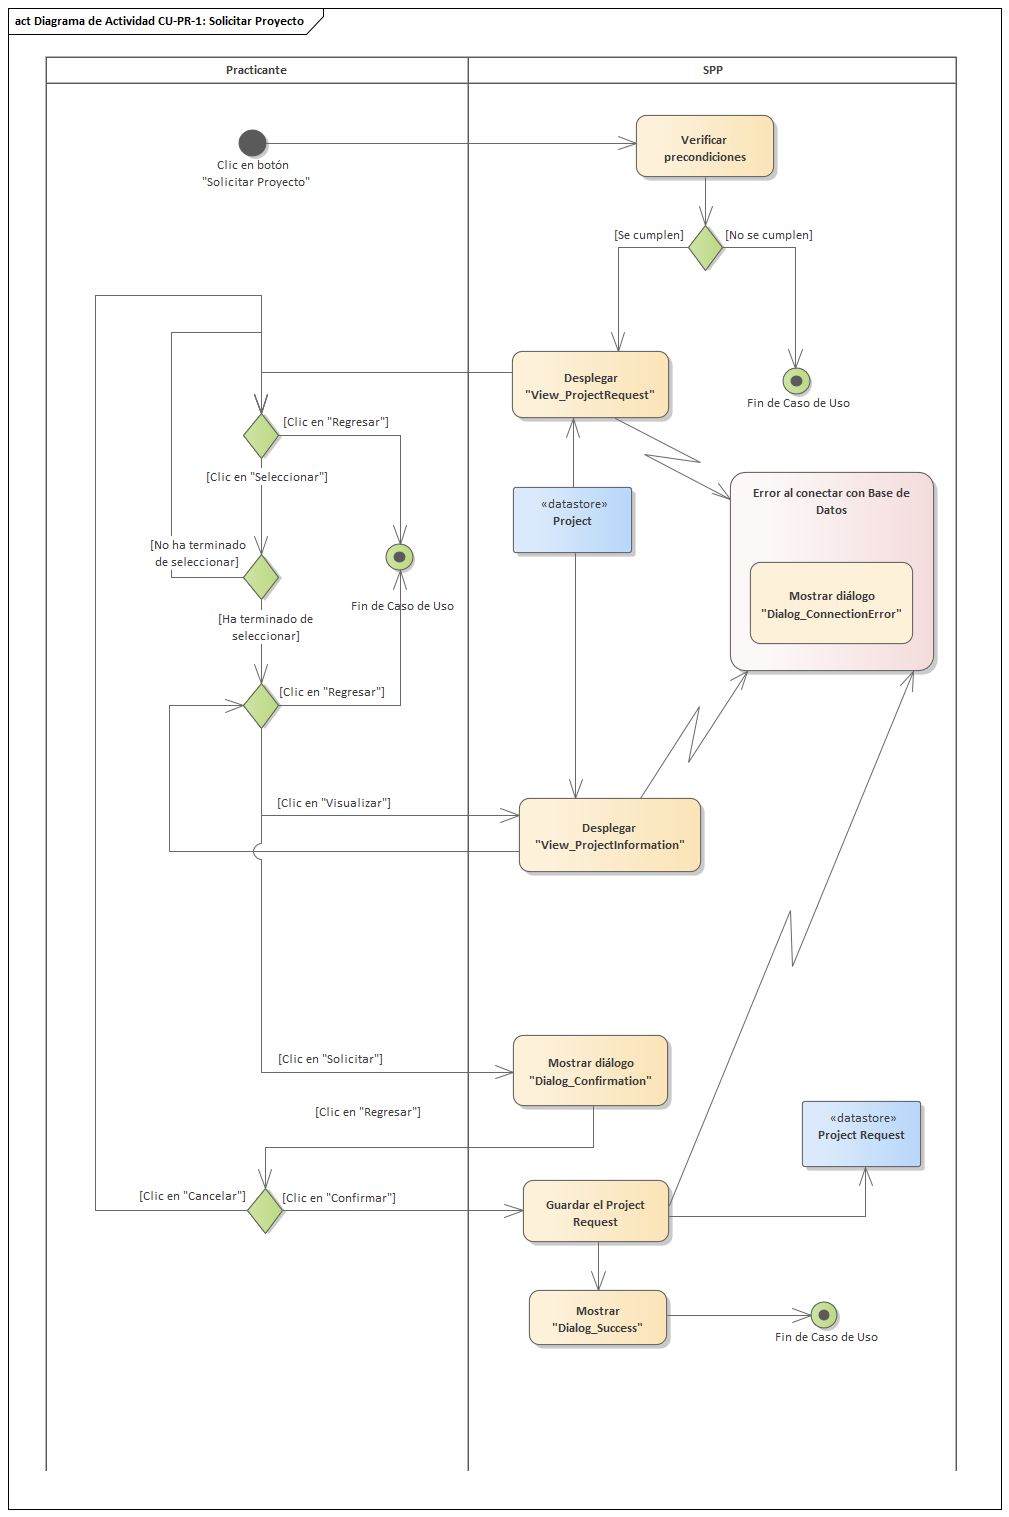 act Diagrama de Actividad CU-PR-1: Solicitar Proyecto
Practicante
SPP
Clic en botón
"Solicitar Proyecto"
Verificar
precondiciones
[Se cumplen]
[No se cumplen]
Desplegar
"View_ProjectRequest"
Fin de Caso de Uso
[Clic en "Regresar"]
[Clic en "Seleccionar"]
«datastore»
Project
Error al conectar con Base de
Datos
[No ha terminado
de seleccionar]
Mostrar diálogo
"Dialog_ConnectionError"
Fin de Caso de Uso
[Ha terminado de
seleccionar]
[Clic en "Regresar"]
[Clic en "Visualizar"]
Desplegar
"View_ProjectInformation"
[Clic en "Solicitar"]
Mostrar diálogo
"Dialog_Confirmation"
[Clic en "Regresar"]
«datastore»
Project Request
[Clic en "Cancelar"]
[Clic en "Confirmar"]
Guardar el Project
Request
Mostrar
"Dialog_Success"
Fin de Caso de Uso